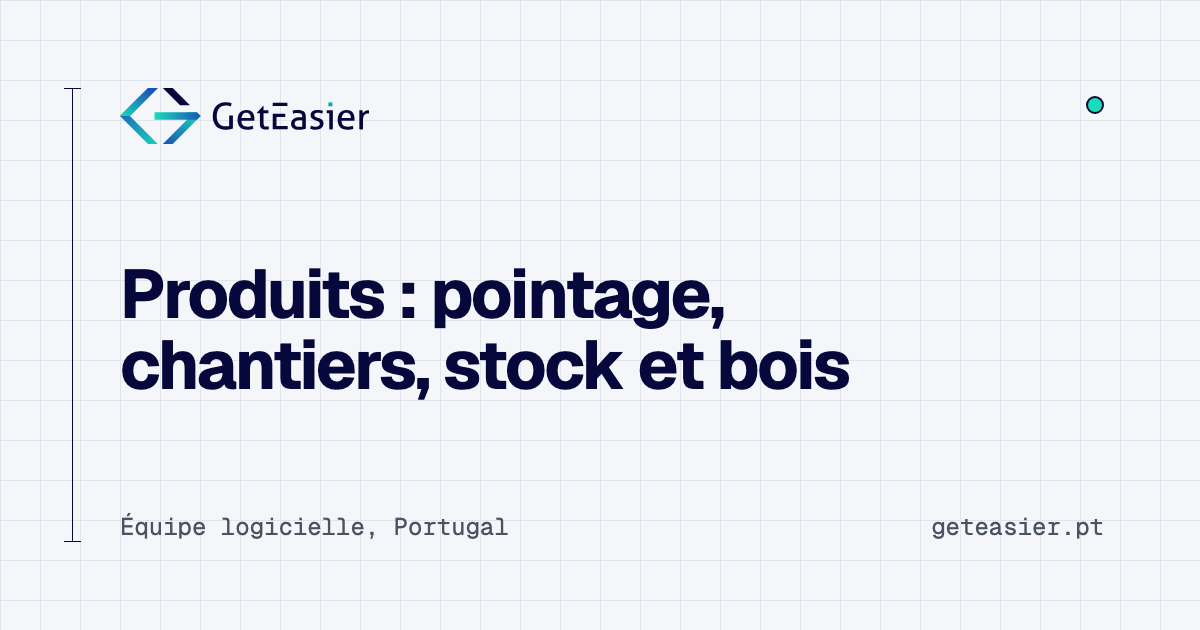 GetEasier
Produits : pointage,
chantiers, stock et bois
Équipe logicielle, Portugal
geteasier.pt